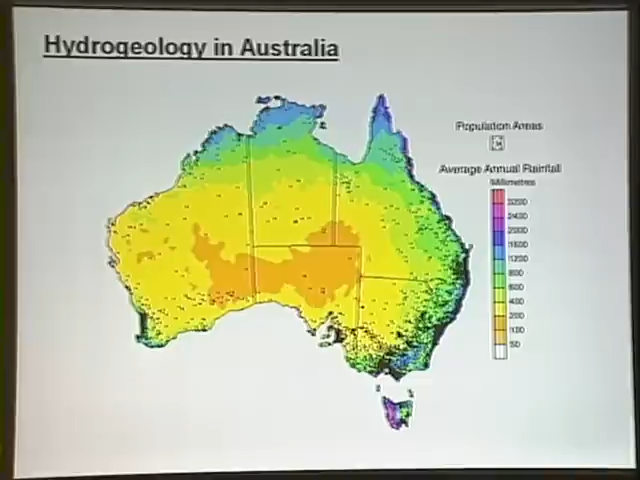 Hydrogeology in Australia
Population Areas
Average Annual Rainfall
Millimetres
3200
2400
2000
1600
1200
800
600
400
200
100
50